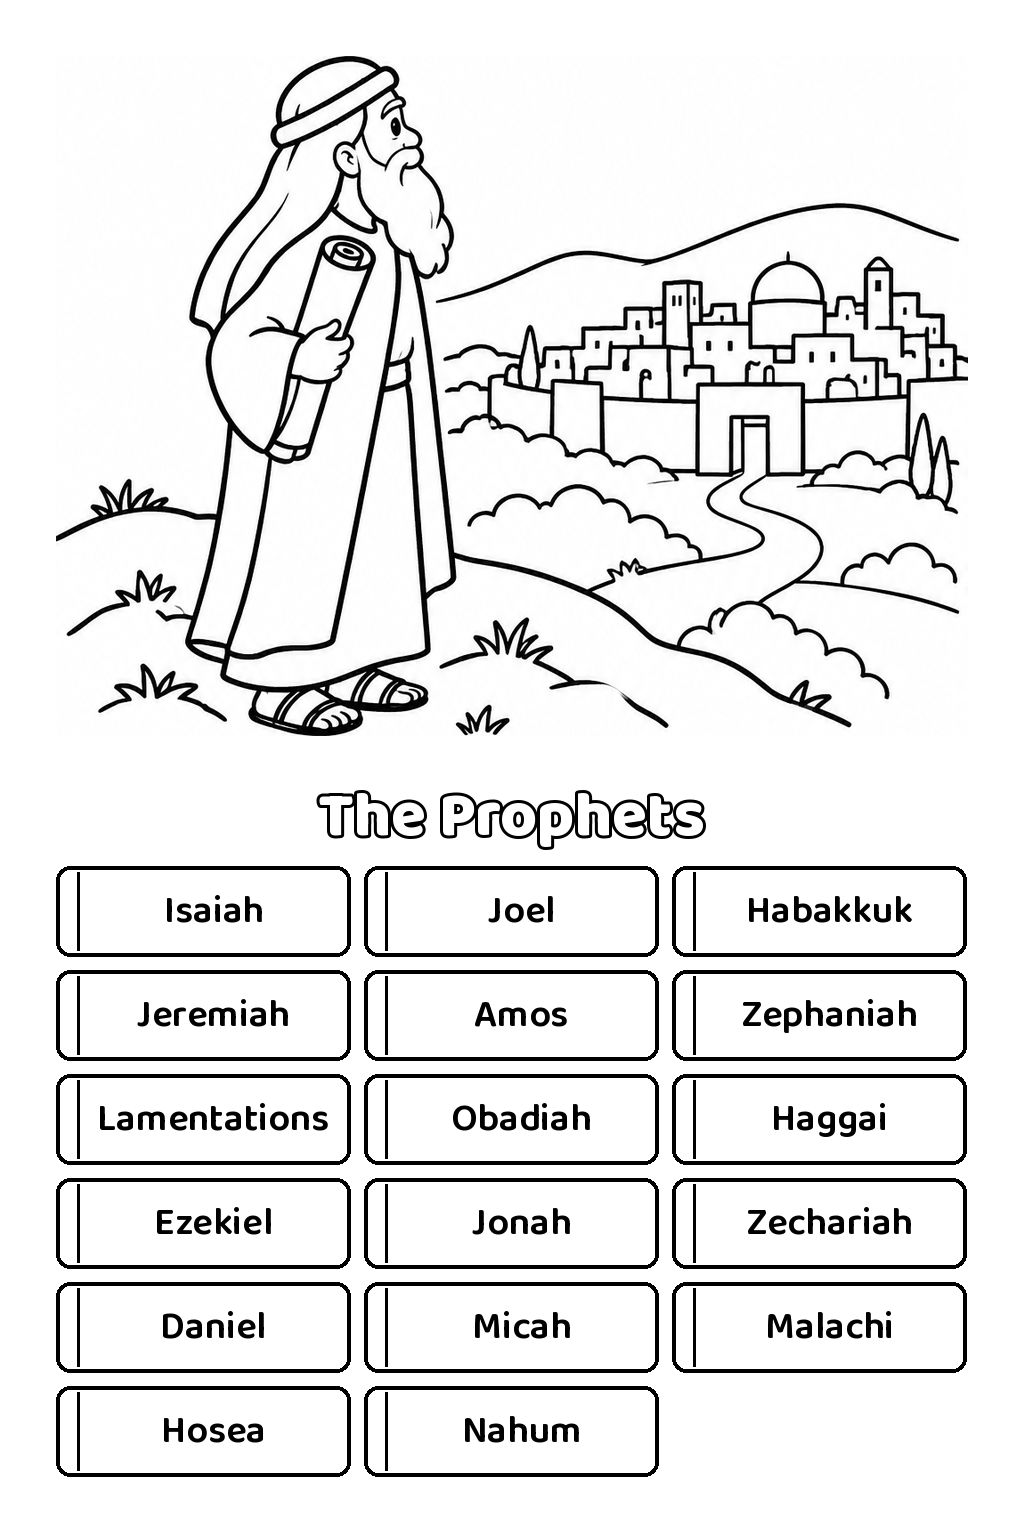 The Prophets
Isaiah
Jeremiah
Lamentations
Ezekiel
Daniel
Hosea
Joel
Amos
Obadiah
Jonah
Micah
Nahum
Habakkuk
Zephaniah
Haggai
Zechariah
Malachi